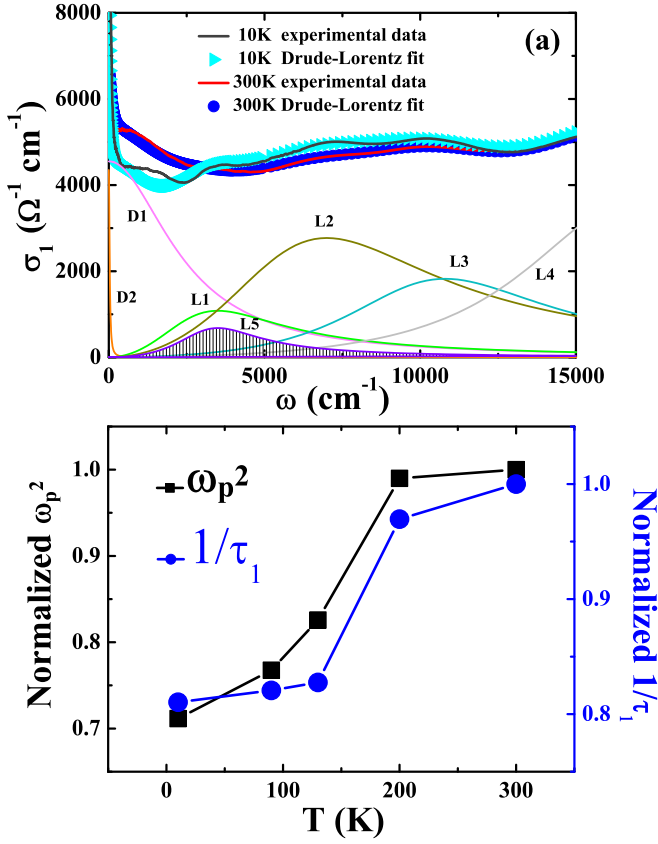 (a)
10K experimental data
10K Drude-Lorentz fit
300K experimental data
300K Drude-Lorentz fit
8000
6000
4000
2000
0
σ₁ (Ω⁻¹ cm⁻¹)
D1
D2
L1
L2
L3
L4
L5
0 5000 10000 15000
ω (cm⁻¹)
ωₚ²
1/τ₁
1.0
0.9
0.8
0.7
Normalized ωₚ²
1.0
0.9
0.8
Normalized 1/τ₁
0 100 200 300
T (K)